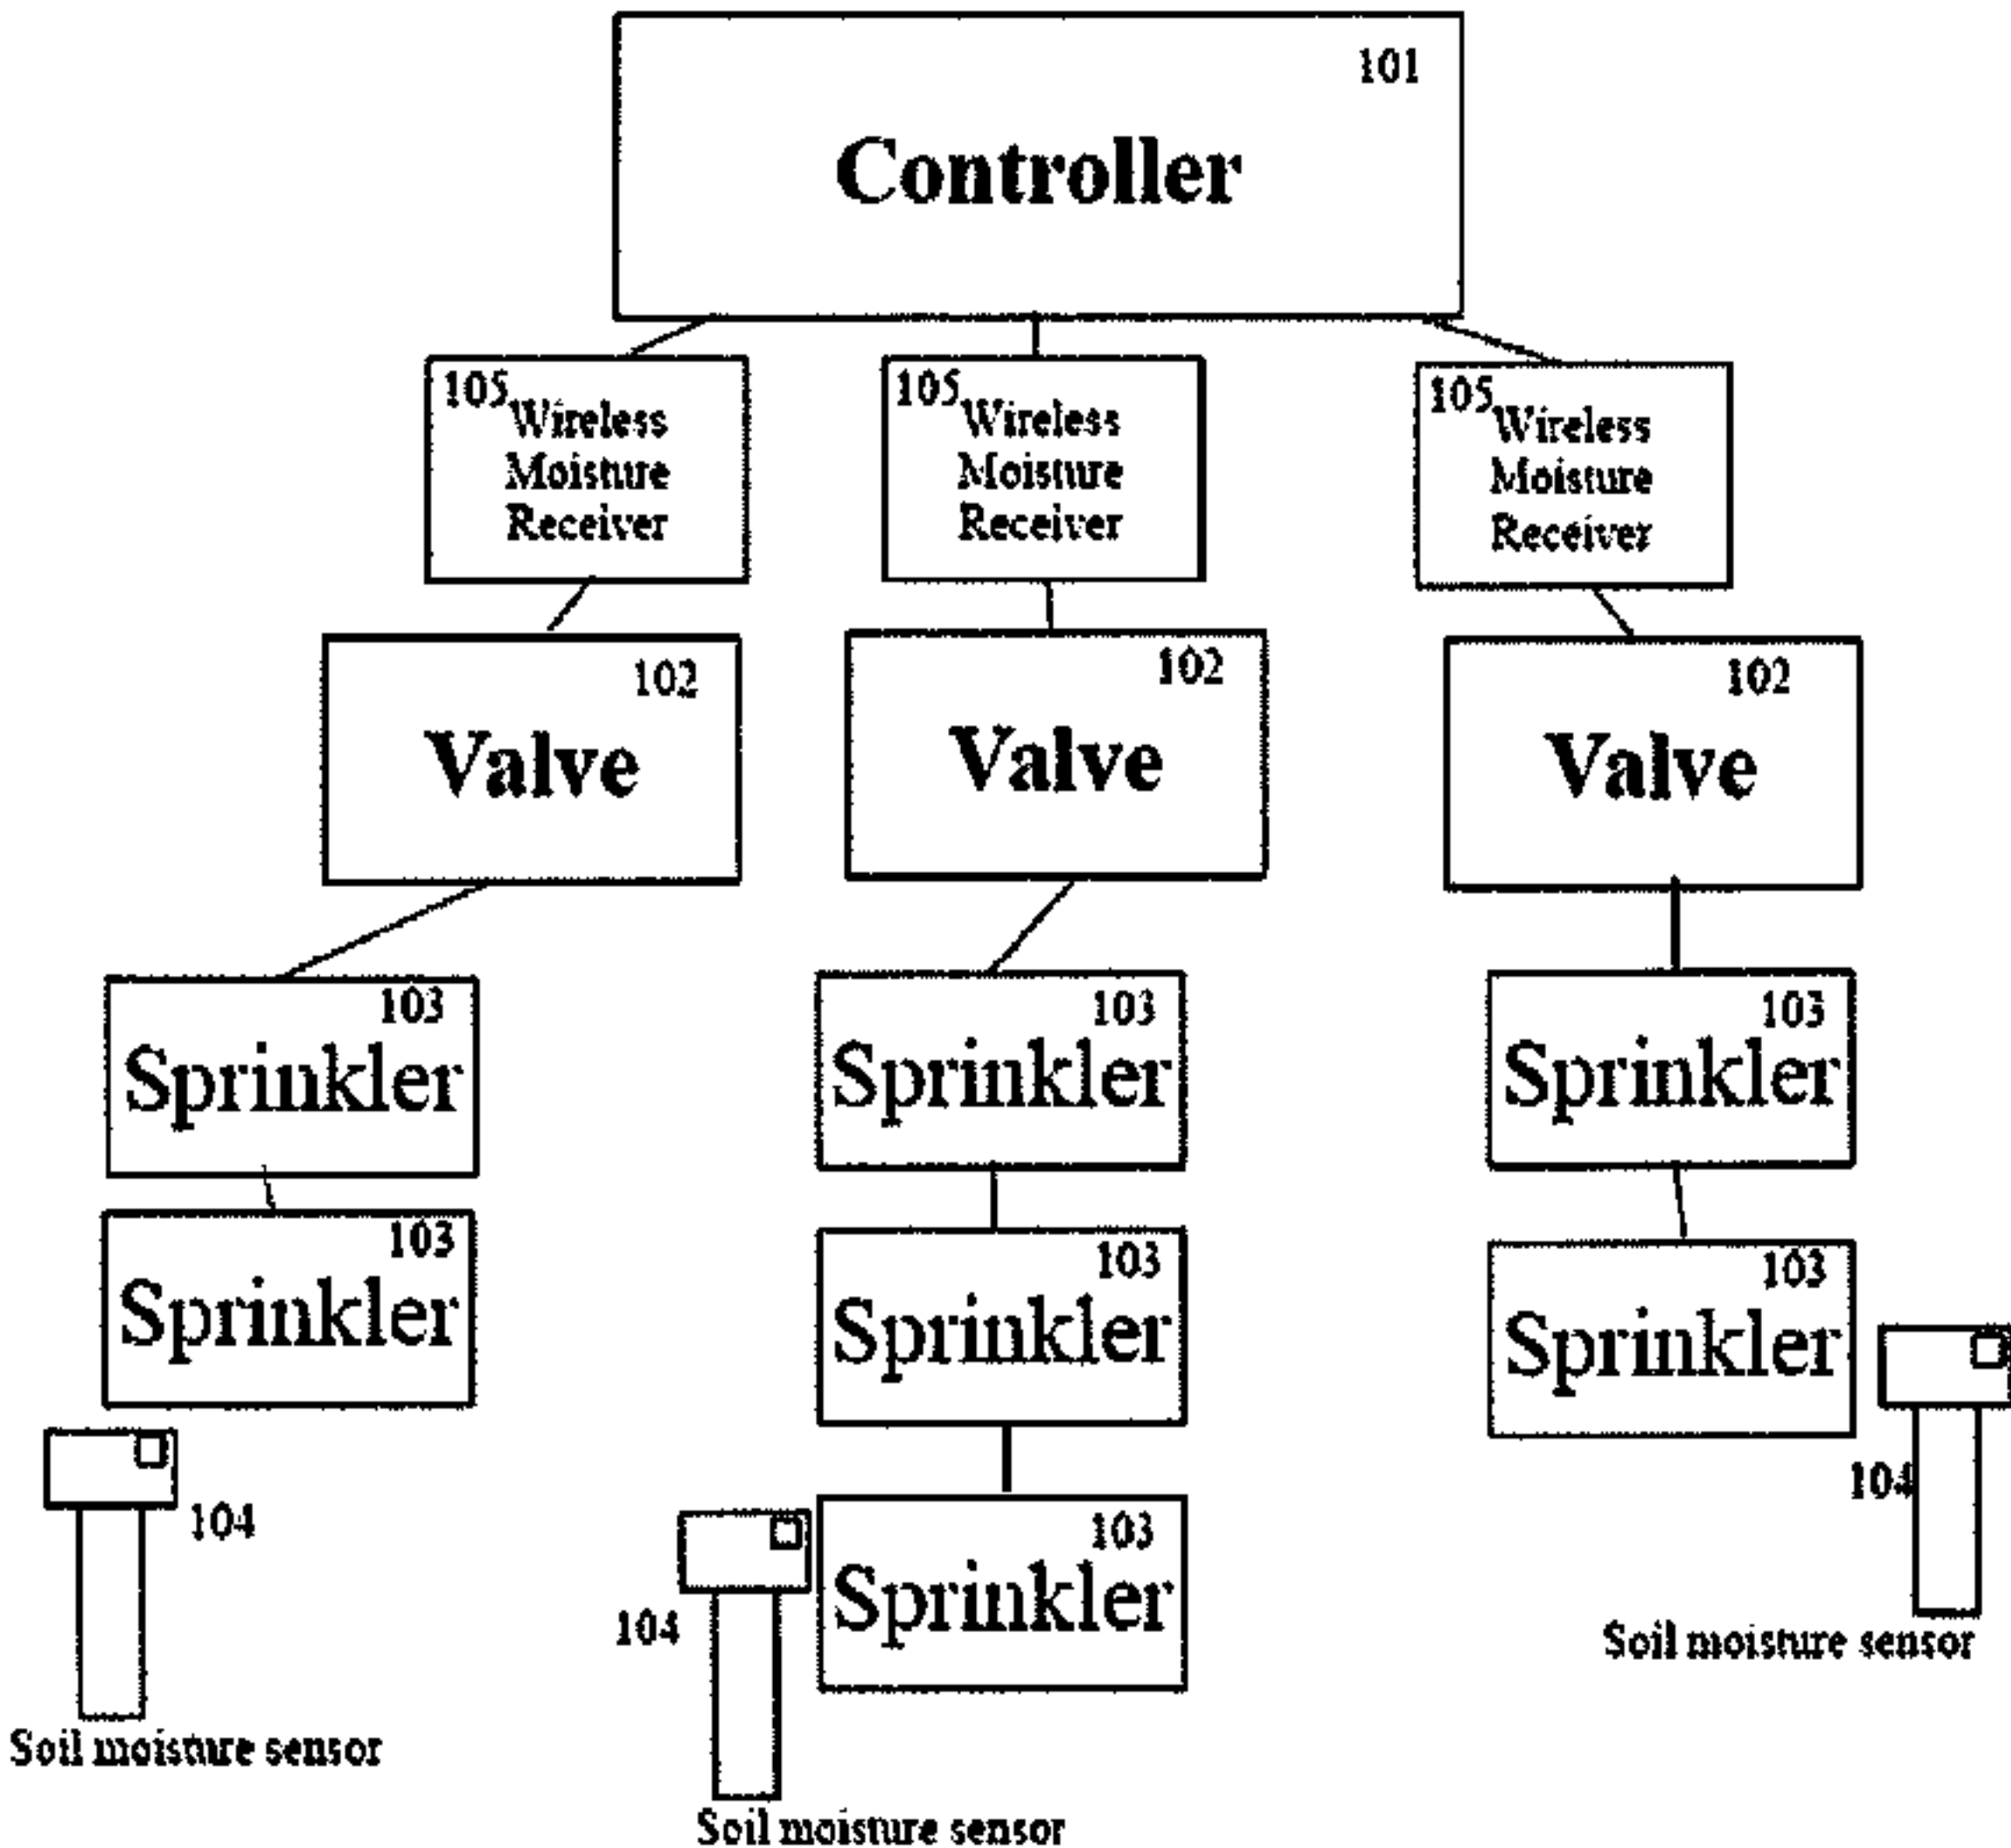 101
Controller
105
Wireless
Moisture
Receiver
105
Wireless
Moisture
Receiver
105
Wireless
Moisture
Receiver
102
Valve
102
Valve
102
Valve
103
Sprinkler
103
Sprinkler
103
Sprinkler
103
Sprinkler
103
Sprinkler
103
Sprinkler
104
Soil moisture sensor
104
103
Sprinkler
Soil moisture sensor
104
Soil moisture sensor